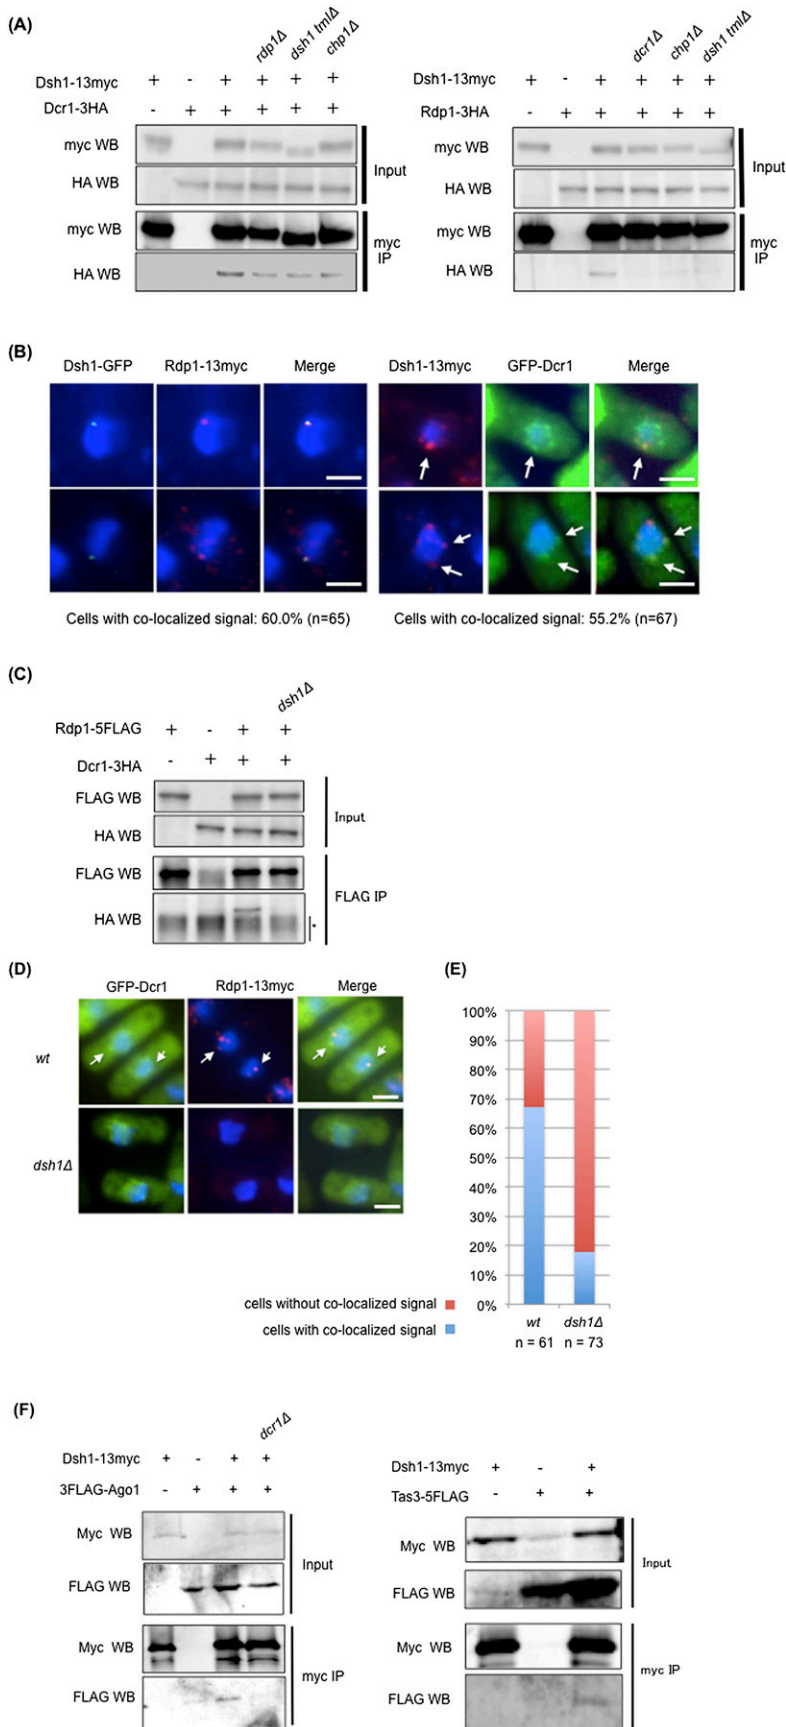 (A)
rdp1Δ dsh1 tmlΔ chp1Δ
Dsh1-13myc + - + + + +
Dcr1-3HA - + + + + +
myc WB
HA WB
Input
myc WB
HA WB
myc IP
dcr1Δ chp1Δ dsh1 tmlΔ
Dsh1-13myc + - + + + +
Rdp1-3HA - + + + + +
myc WB
HA WB
Input
myc WB
HA WB
myc IP
(B)
Dsh1-GFP Rdp1-13myc Merge Dsh1-13myc GFP-Dcr1 Merge
Cells with co-localized signal: 60.0% (n=65) Cells with co-localized signal: 55.2% (n=67)
(C)
dsh1Δ
Rdp1-5FLAG + - + +
Dcr1-3HA - + + +
FLAG WB
HA WB
Input
FLAG WB
HA WB
FLAG IP
*
(D)
GFP-Dcr1 Rdp1-13myc Merge
wt
dsh1Δ
(E)
100%
90%
80%
70%
60%
50%
40%
30%
20%
10%
0%
wt dsh1Δ
n = 61 n = 73
cells without co-localized signal
cells with co-localized signal
(F)
dcr1Δ
Dsh1-13myc + - + +
3FLAG-Ago1 - + + +
Myc WB
FLAG WB
Input
Myc WB
FLAG WB
myc IP
Dsh1-13myc + - +
Tas3-5FLAG - + +
Myc WB
FLAG WB
Input
Myc WB
FLAG WB
myc IP